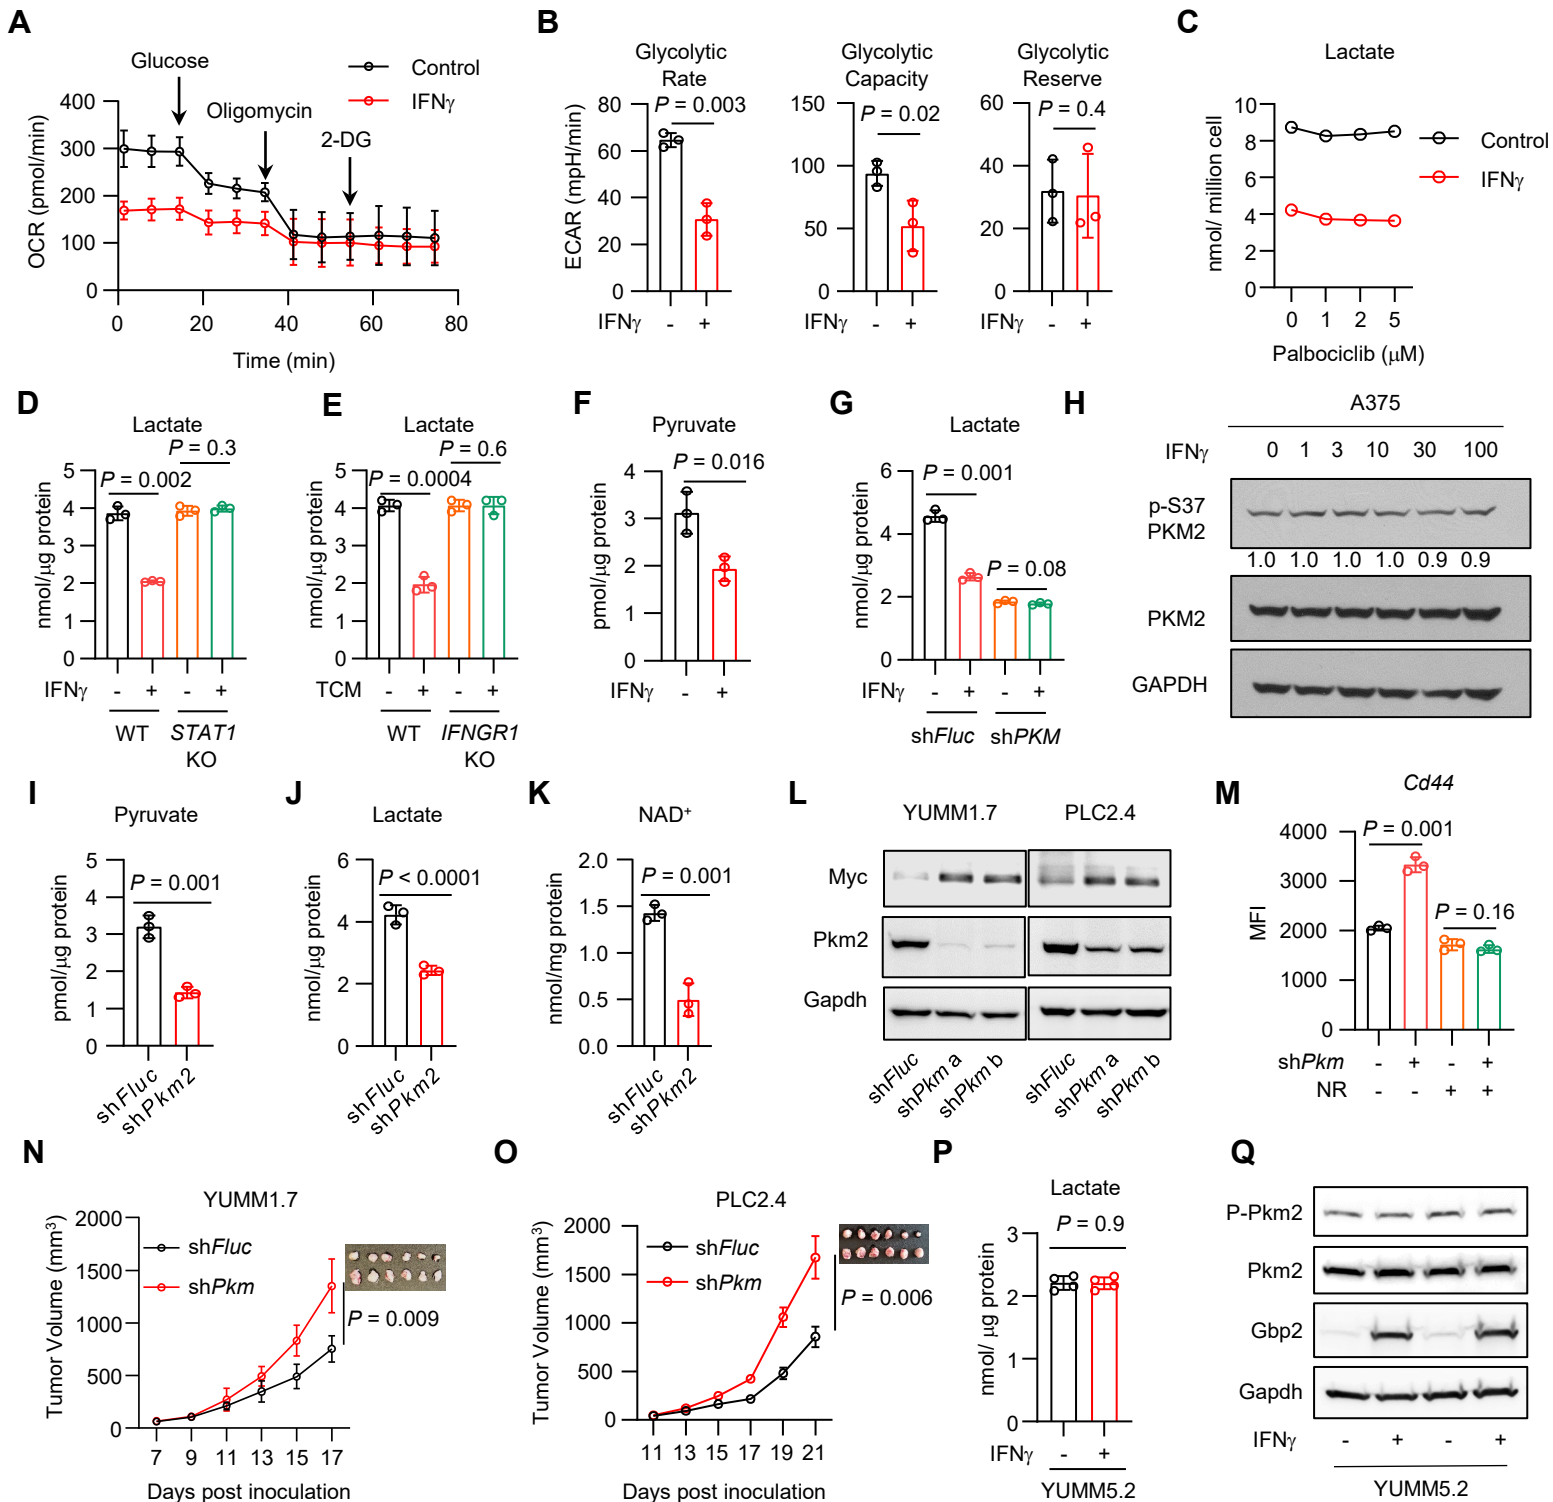 A
Glucose
Oligomycin
2-DG
Control
IFNγ
OCR (pmol/min)
400
300
200
100
0
0 20 40 60 80
Time (min)
B
Glycolytic Rate
P = 0.003
ECAR (mpH/min)
80
60
40
20
0
IFNγ - +
Glycolytic Capacity
P = 0.02
150
100
50
0
IFNγ - +
Glycolytic Reserve
P = 0.4
60
40
20
0
IFNγ - +
C
Lactate
nmol/ million cell
10
8
6
4
2
0
0 1 2 5
Palbociclib (μM)
Control
IFNγ
D
Lactate
P = 0.3
P = 0.002
nmol/μg protein
5
4
3
2
1
0
IFNγ - + - +
WT STAT1 KO
E
Lactate
P = 0.6
P = 0.0004
nmol/μg protein
5
4
3
2
1
0
TCM - + - +
WT IFNGR1 KO
F
Pyruvate
P = 0.016
pmol/μg protein
4
3
2
1
0
IFNγ - +
G
Lactate
P = 0.001
P = 0.08
nmol/μg protein
6
4
2
0
IFNγ - + - +
shFluc shPKM
H
A375
IFNγ 0 1 3 10 30 100
p-S37 PKM2
1.0 1.0 1.0 1.0 0.9 0.9
PKM2
GAPDH
I
Pyruvate
P = 0.001
pmol/μg protein
5
4
3
2
1
0
shFluc
shPkm2
J
Lactate
P < 0.0001
nmol/μg protein
6
4
2
0
shFluc
shPkm2
K
NAD+
P = 0.001
nmol/mg protein
2.0
1.5
1.0
0.5
0
shFluc
shPkm2
L
YUMM1.7 PLC2.4
Myc
Pkm2
Gapdh
shFluc shPkm a shPkm b shFluc shPkm a shPkm b
M
Cd44
P = 0.001
P = 0.16
MFI
4000
3000
2000
1000
0
shPkm - + - +
NR - - + +
N
YUMM1.7
shFluc
shPkm
P = 0.009
Tumor Volume (mm3)
2000
1500
1000
500
0
7 9 11 13 15 17
Days post inoculation
O
PLC2.4
shFluc
shPkm
P = 0.006
Tumor Volume (mm3)
2000
1500
1000
500
0
11 13 15 17 19 21
Days post inoculation
P
Lactate
P = 0.9
nmol/ μg protein
3
2
1
0
IFNγ - +
YUMM5.2
Q
P-Pkm2
Pkm2
Gbp2
Gapdh
IFNγ - + - +
YUMM5.2